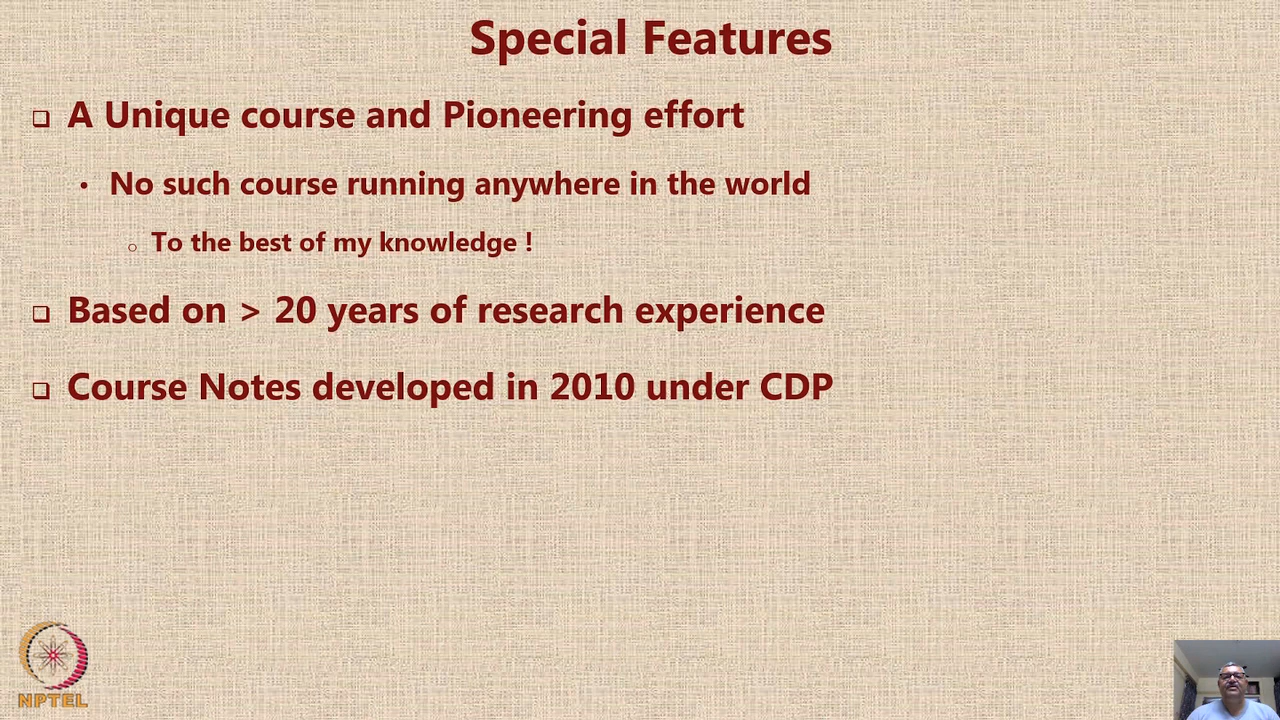 Special Features
A Unique course and Pioneering effort
No such course running anywhere in the world
To the best of my knowledge !
Based on > 20 years of research experience
Course Notes developed in 2010 under CDP
NPTEL